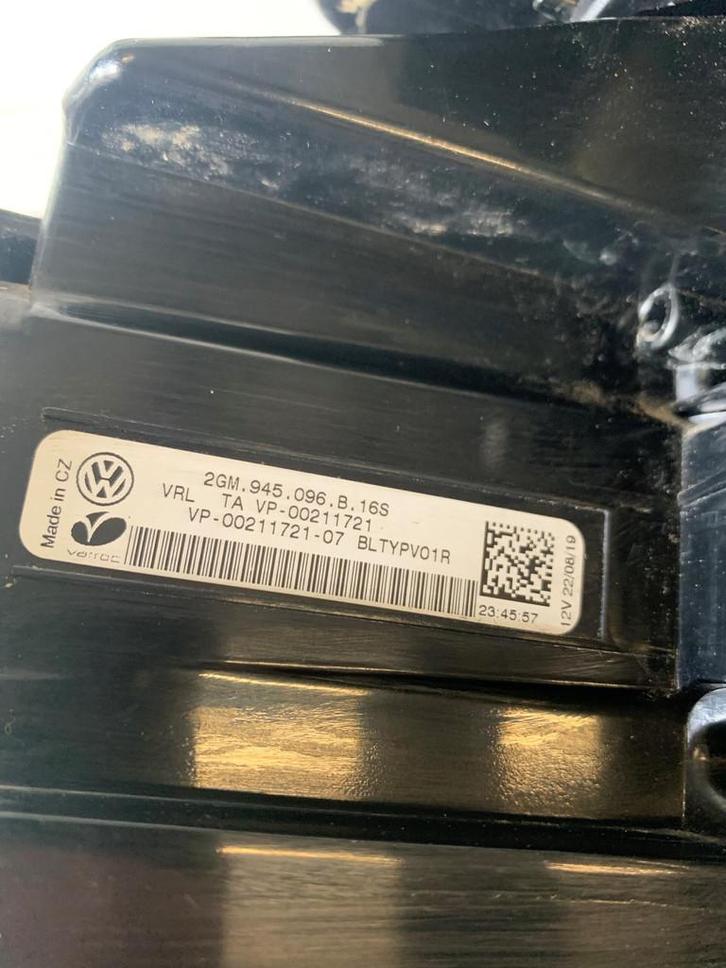 Made in CZ
2GM.945.096.B.16S
VRL TA VP-00211721
VP-00211721-07 BLTYPV01R
varroc
23:45:57
12V 22/08/19